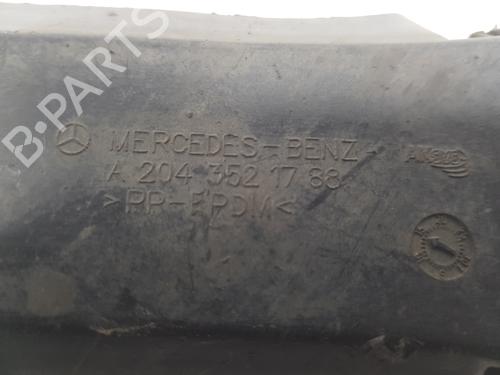 B-PARTS
MERCEDES-BENZ
A 204 352 17 88
>PP-EPDM<